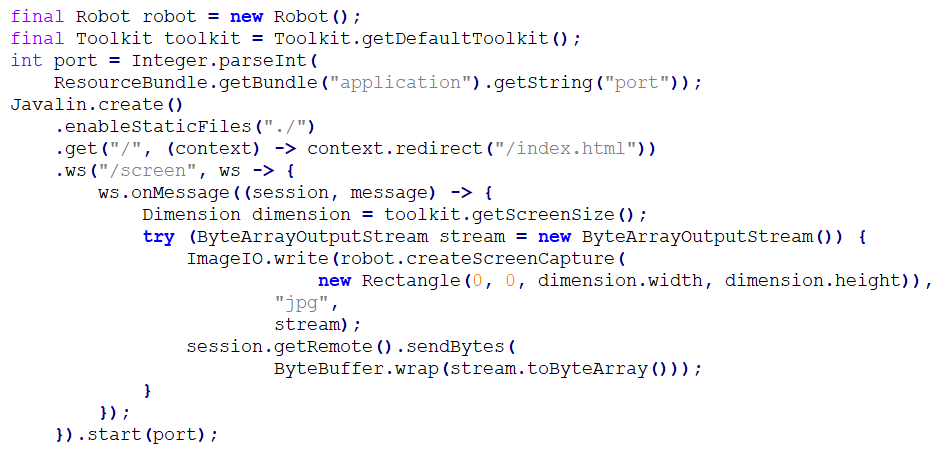 final Robot robot = new Robot();
final Toolkit toolkit = Toolkit.getDefaultToolkit();
int port = Integer.parseInt(
    ResourceBundle.getBundle("application").getString("port"));
Javalin.create()
    .enableStaticFiles("./")
    .get("/", (context) -> context.redirect("/index.html"))
    .ws("/screen", ws -> {
        ws.onMessage((session, message) -> {
            Dimension dimension = toolkit.getScreenSize();
            try (ByteArrayOutputStream stream = new ByteArrayOutputStream()) {
                ImageIO.write(robot.createScreenCapture(
                            new Rectangle(0, 0, dimension.width, dimension.height)),
                        "jpg",
                        stream);
                session.getRemote().sendBytes(
                        ByteBuffer.wrap(stream.toByteArray()));
            }
        });
    }).start(port);